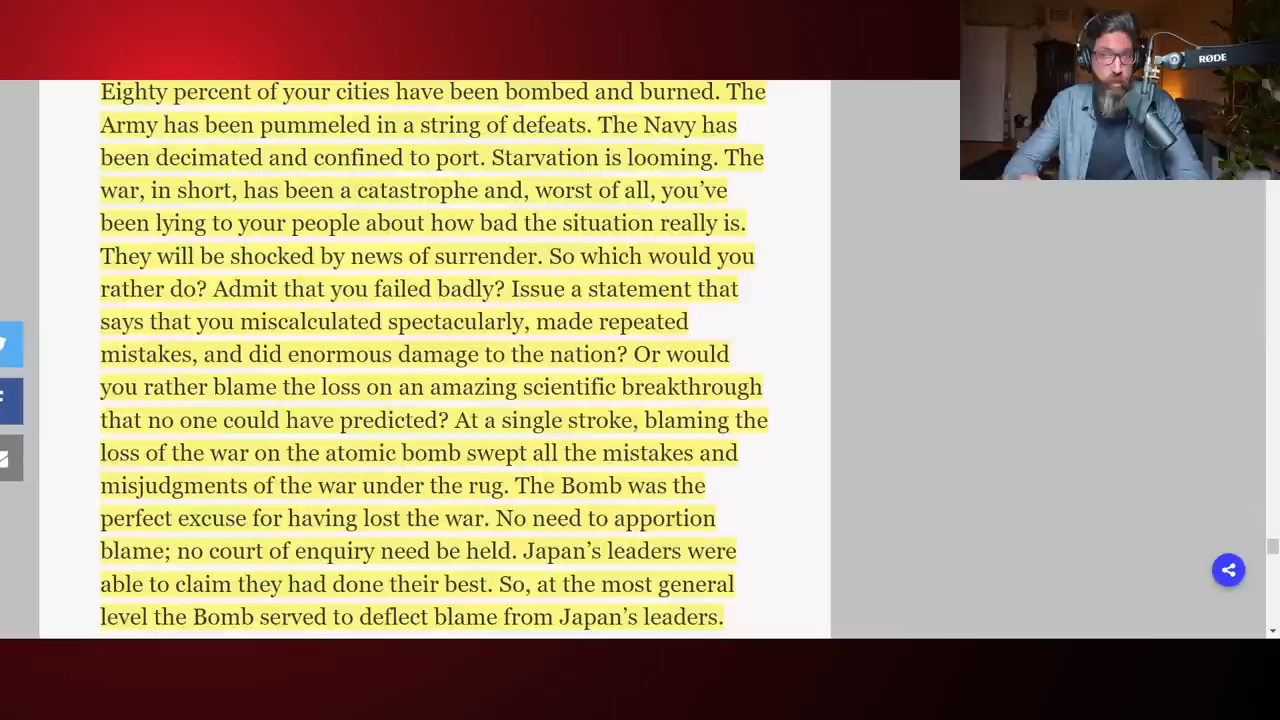 RØDE
Eighty percent of your cities have been bombed and burned. The
Army has been pummeled in a string of defeats. The Navy has
been decimated and confined to port. Starvation is looming. The
war, in short, has been a catastrophe and, worst of all, you’ve
been lying to your people about how bad the situation really is.
They will be shocked by news of surrender. So which would you
rather do? Admit that you failed badly? Issue a statement that
says that you miscalculated spectacularly, made repeated
mistakes, and did enormous damage to the nation? Or would
you rather blame the loss on an amazing scientific breakthrough
that no one could have predicted? At a single stroke, blaming the
loss of the war on the atomic bomb swept all the mistakes and
misjudgments of the war under the rug. The Bomb was the
perfect excuse for having lost the war. No need to apportion
blame; no court of enquiry need be held. Japan’s leaders were
able to claim they had done their best. So, at the most general
level the Bomb served to deflect blame from Japan’s leaders.